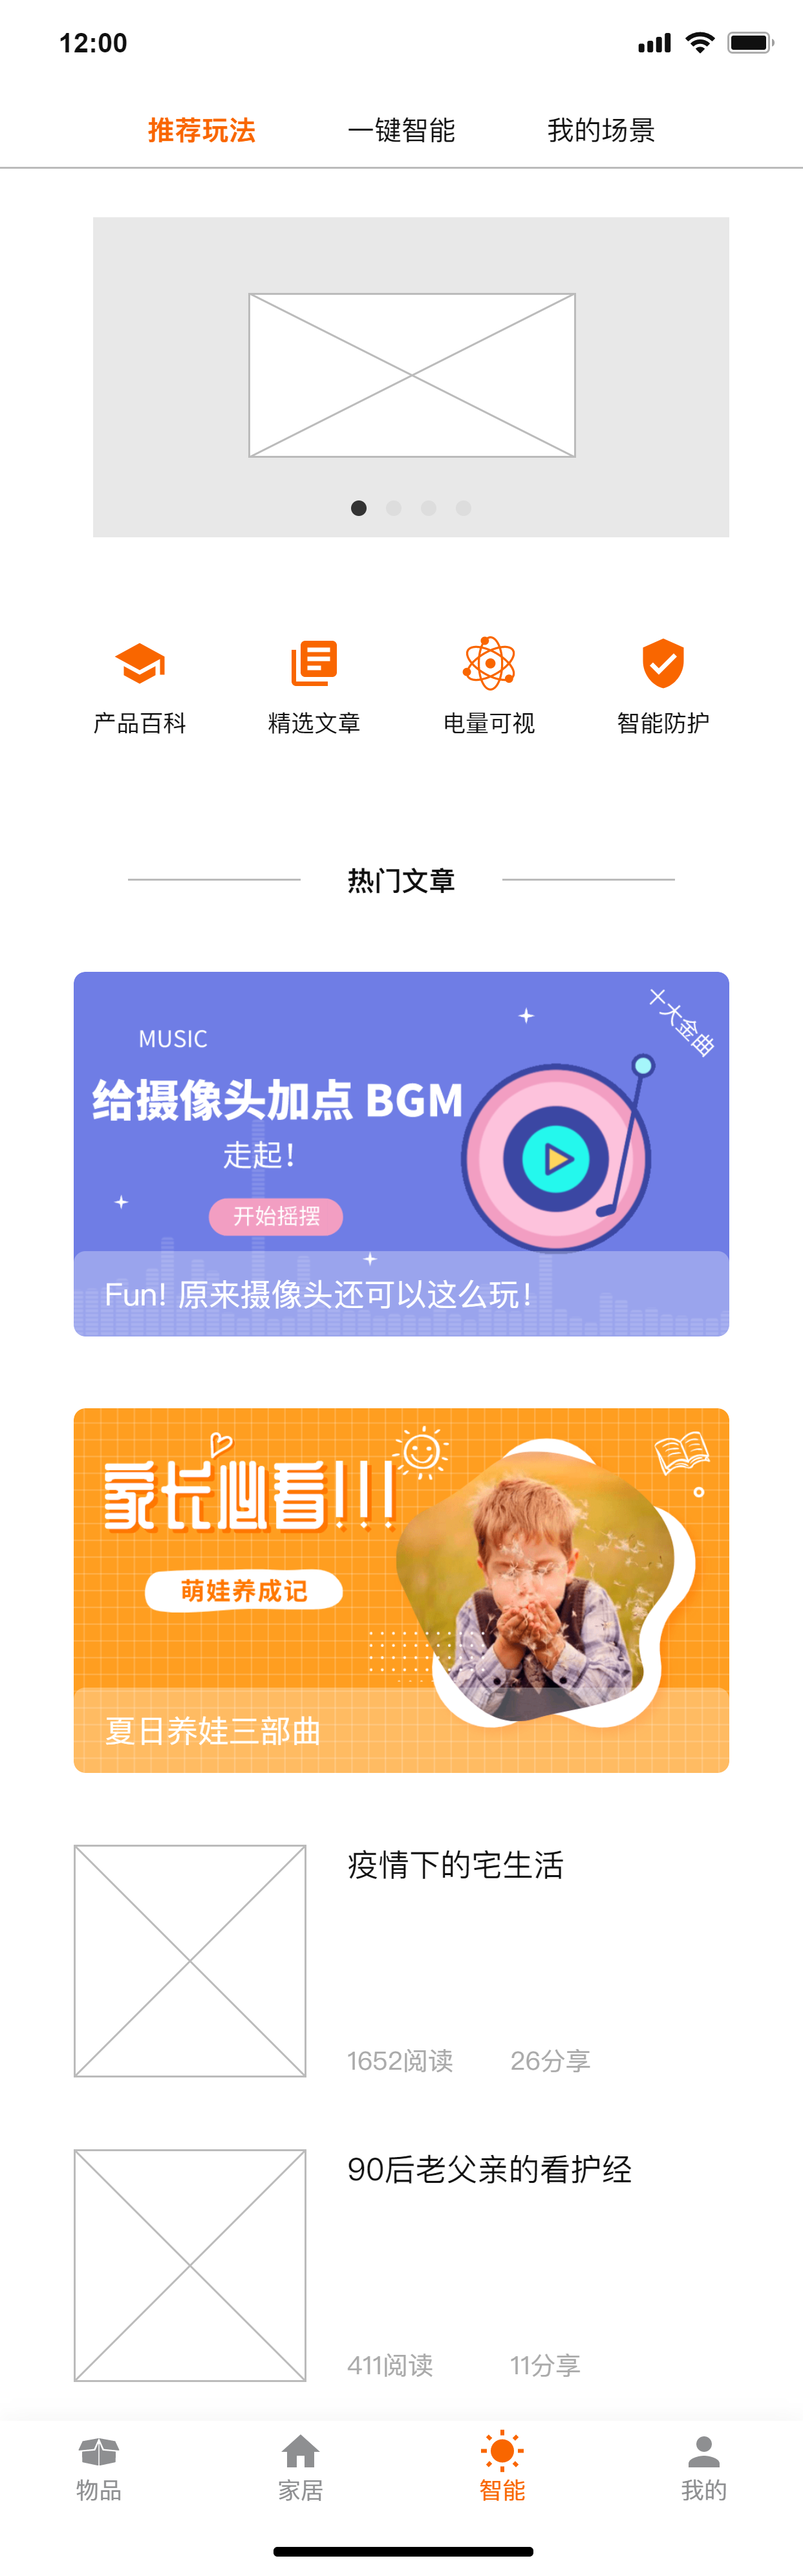 12:00
推荐玩法
一键智能
我的场景
产品百科
精选文章
电量可视
智能防护
热门文章
十大金曲
MUSIC
给摄像头加点 BGM
走起！
开始摇摆
Fun! 原来摄像头还可以这么玩！
家长必看!!!
萌娃养成记
夏日养娃三部曲
疫情下的宅生活
1652阅读
26分享
90后老父亲的看护经
411阅读
11分享
物品
家居
智能
我的